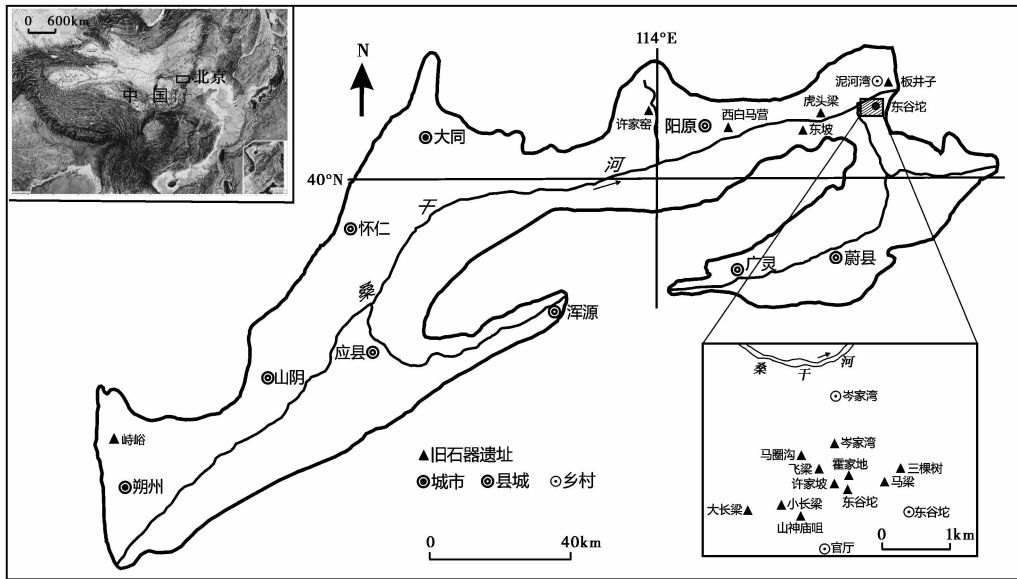 0 600km
北京
中 国
N
114°E
泥河湾
板井子
许家窑
阳原
西白马营
虎头梁
东坡
东谷坨
大同
40°N
河
干
桑
怀仁
广灵
蔚县
浑源
应县
山阴
峙峪
朔州
旧石器遗址
城市 县城 乡村
0 40km
桑 干 河
岑家湾
岑家湾
马圈沟
飞梁
霍家地
三棵树
许家坡
马梁
东谷坨
大长梁
小长梁
东谷坨
山神庙咀
官厅
0 1km